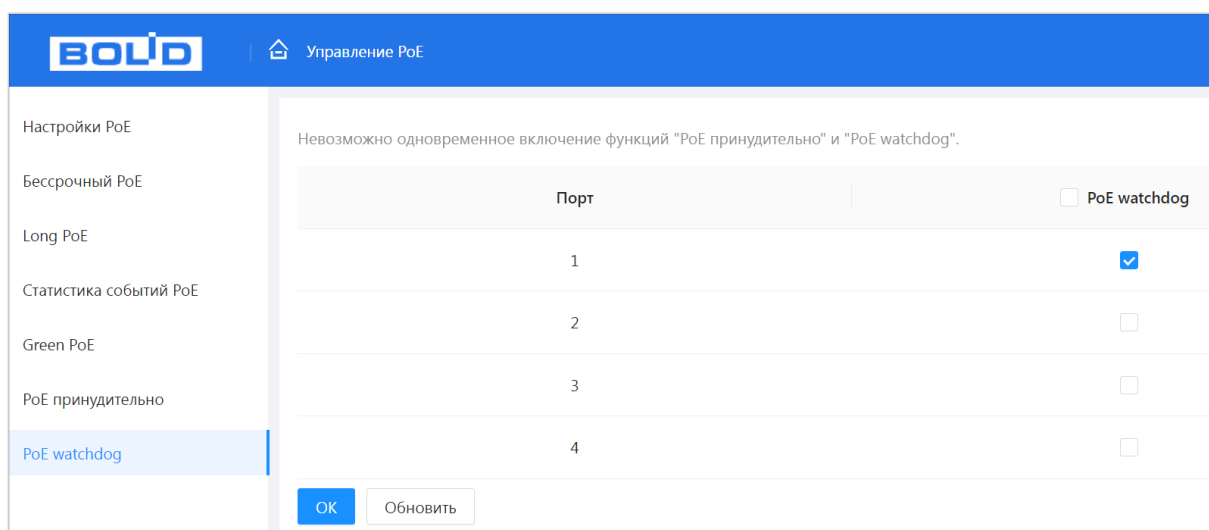 BOLID
Управление PoE
Настройки PoE
Бессрочный PoE
Long PoE
Статистика событий PoE
Green PoE
PoE принудительно
PoE watchdog
Невозможно одновременное включение функций "PoE принудительно" и "PoE watchdog".
Порт PoE watchdog
1
2
3
4
OK Обновить